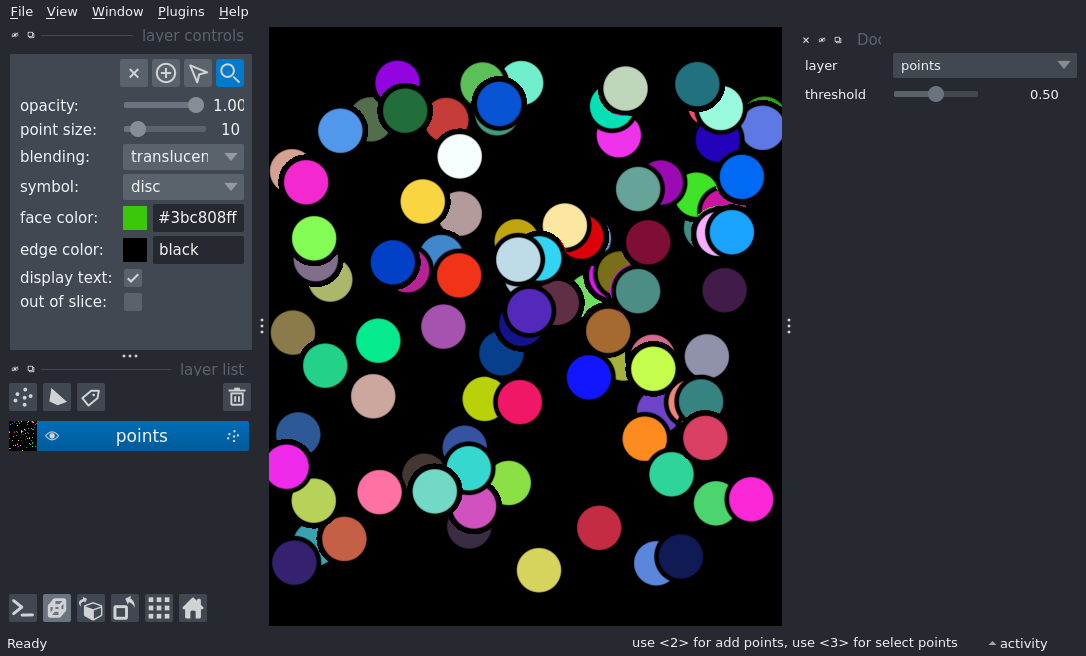 File View Window Plugins Help
layer controls
opacity: 1.00
point size: 10
blending: translucen
symbol: disc
face color: #3bc808ff
edge color: black
display text:
out of slice:
layer list
points
Doc
layer points
threshold 0.50
Ready
use <2> for add points, use <3> for select points
activity